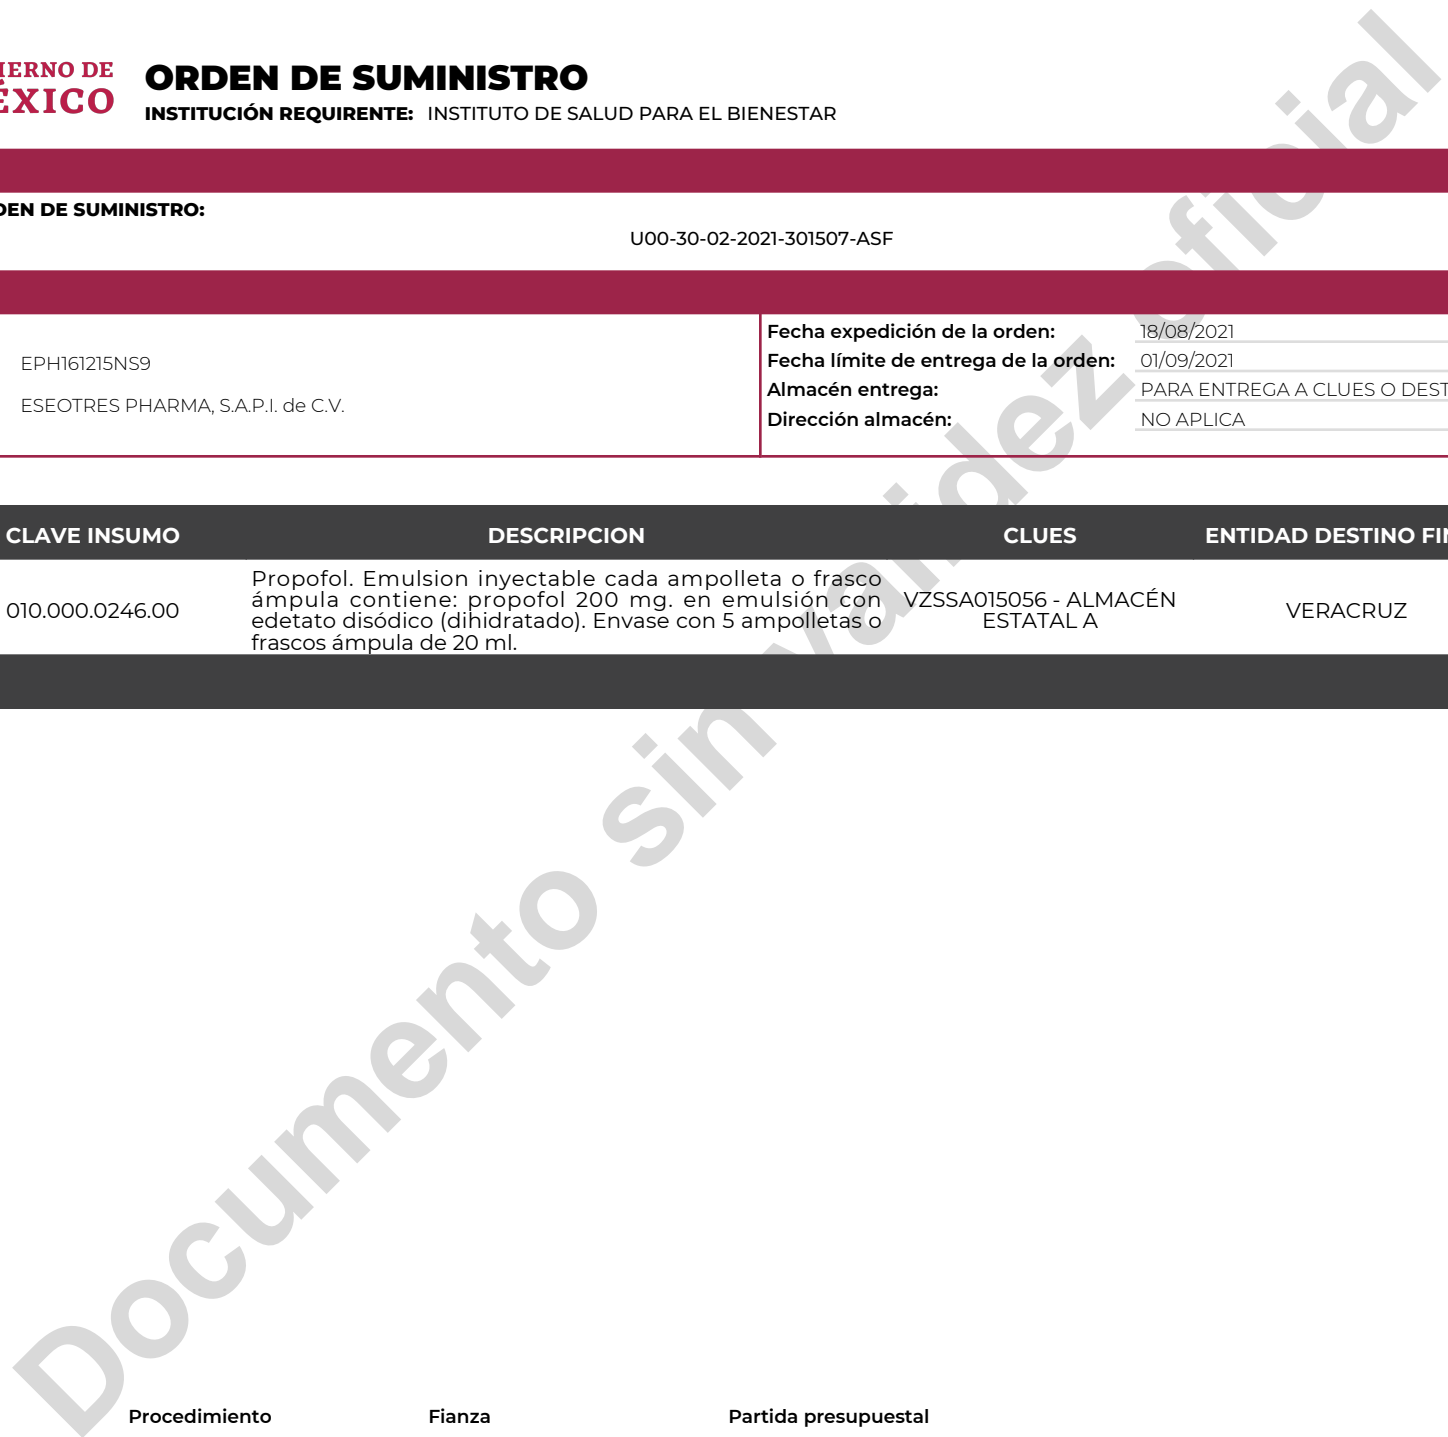 IERNO DE
ÉXICO
ORDEN DE SUMINISTRO
INSTITUCIÓN REQUIRENTE: INSTITUTO DE SALUD PARA EL BIENESTAR
DEN DE SUMINISTRO:
U00-30-02-2021-301507-ASF
EPH161215NS9
ESEOTRES PHARMA, S.A.P.I. de C.V.
Fecha expedición de la orden: 18/08/2021
Fecha límite de entrega de la orden: 01/09/2021
Almacén entrega: PARA ENTREGA A CLUES O DEST
Dirección almacén: NO APLICA
CLAVE INSUMO DESCRIPCION CLUES ENTIDAD DESTINO FIN
010.000.0246.00
Propofol. Emulsion inyectable cada ampolleta o frasco
ámpula contiene: propofol 200 mg. en emulsión con
edetato disódico (dihidratado). Envase con 5 ampolletas o
frascos ámpula de 20 ml.
VZSSA015056 - ALMACÉN
ESTATAL A
VERACRUZ
Documento sin validez oficial
Procedimiento Fianza Partida presupuestal